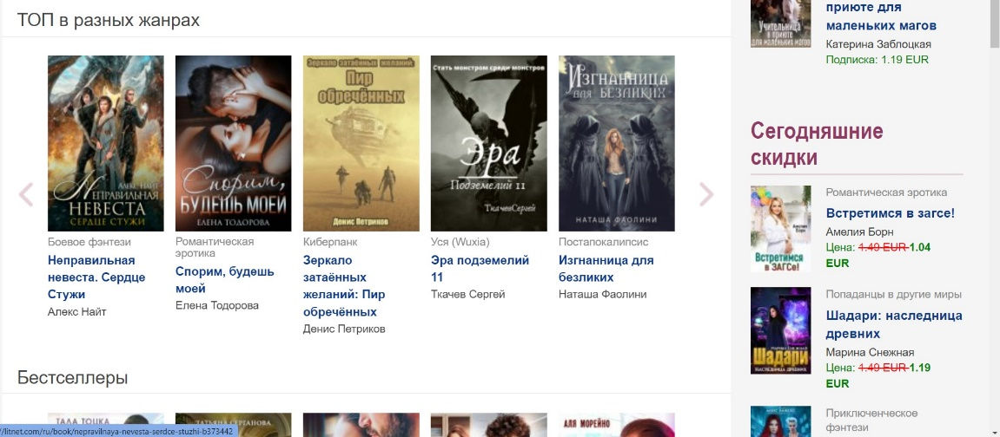 ТОП в разных жанрах
АЛЕКС НАЙТ
НЕПРАВИЛЬНАЯ
НЕВЕСТА
СЕРДЦЕ СТУЖИ
Боевое фэнтези
Неправильная
невеста. Сердце
Стужи
Алекс Найт
Спорим,
БУДЕШЬ МОЕЙ
ЕЛЕНА ТОДОРОВА
Романтическая
эротика
Спорим, будешь
моей
Елена Тодорова
Зеркало затаённых желаний
Пир
обречённых
Денис Петриков
Киберпанк
Зеркало
затаённых
желаний: Пир
обречённых
Денис Петриков
Стать монстром среди монстров
Эра
Подземелий 11
ТкачевСергей
Уся (Wuxia)
Эра подземелий
11
Ткачев Сергей
ИЗГНАННИЦА
ДЛЯ БЕЗЛИКИХ
НАТАША ФАОЛИНИ
Постапокалипсис
Изгнанница для
безликих
Наташа Фаолини
Бестселлеры
ТАЛА ТОЦКА
ТАТЬЯНА СЕРГАНОВА
АЛЯ МОРЕЙНО
//litnet.com/ru/book/nepravilnaya-nevesta-serdce-stuzhi-b373442
Учительница
в приюте
для маленьких магов
приюте для
маленьких магов
Катерина Заблоцкая
Подписка: 1.19 EUR
Сегодняшние
скидки
Амелия
Борн
Встретимся
в ЗАГСе!
Романтическая эротика
Встретимся в загсе!
Амелия Борн
Цена: 1.49 EUR 1.04
EUR
МАРИНА СНЕЖНАЯ
Шадари
НАСЛЕДНИЦА ДРЕВНИХ
Попаданцы в другие миры
Шадари: наследница
древних
Марина Снежная
Цена: 1.49 EUR 1.19
EUR
Приключенческое
фэнтези